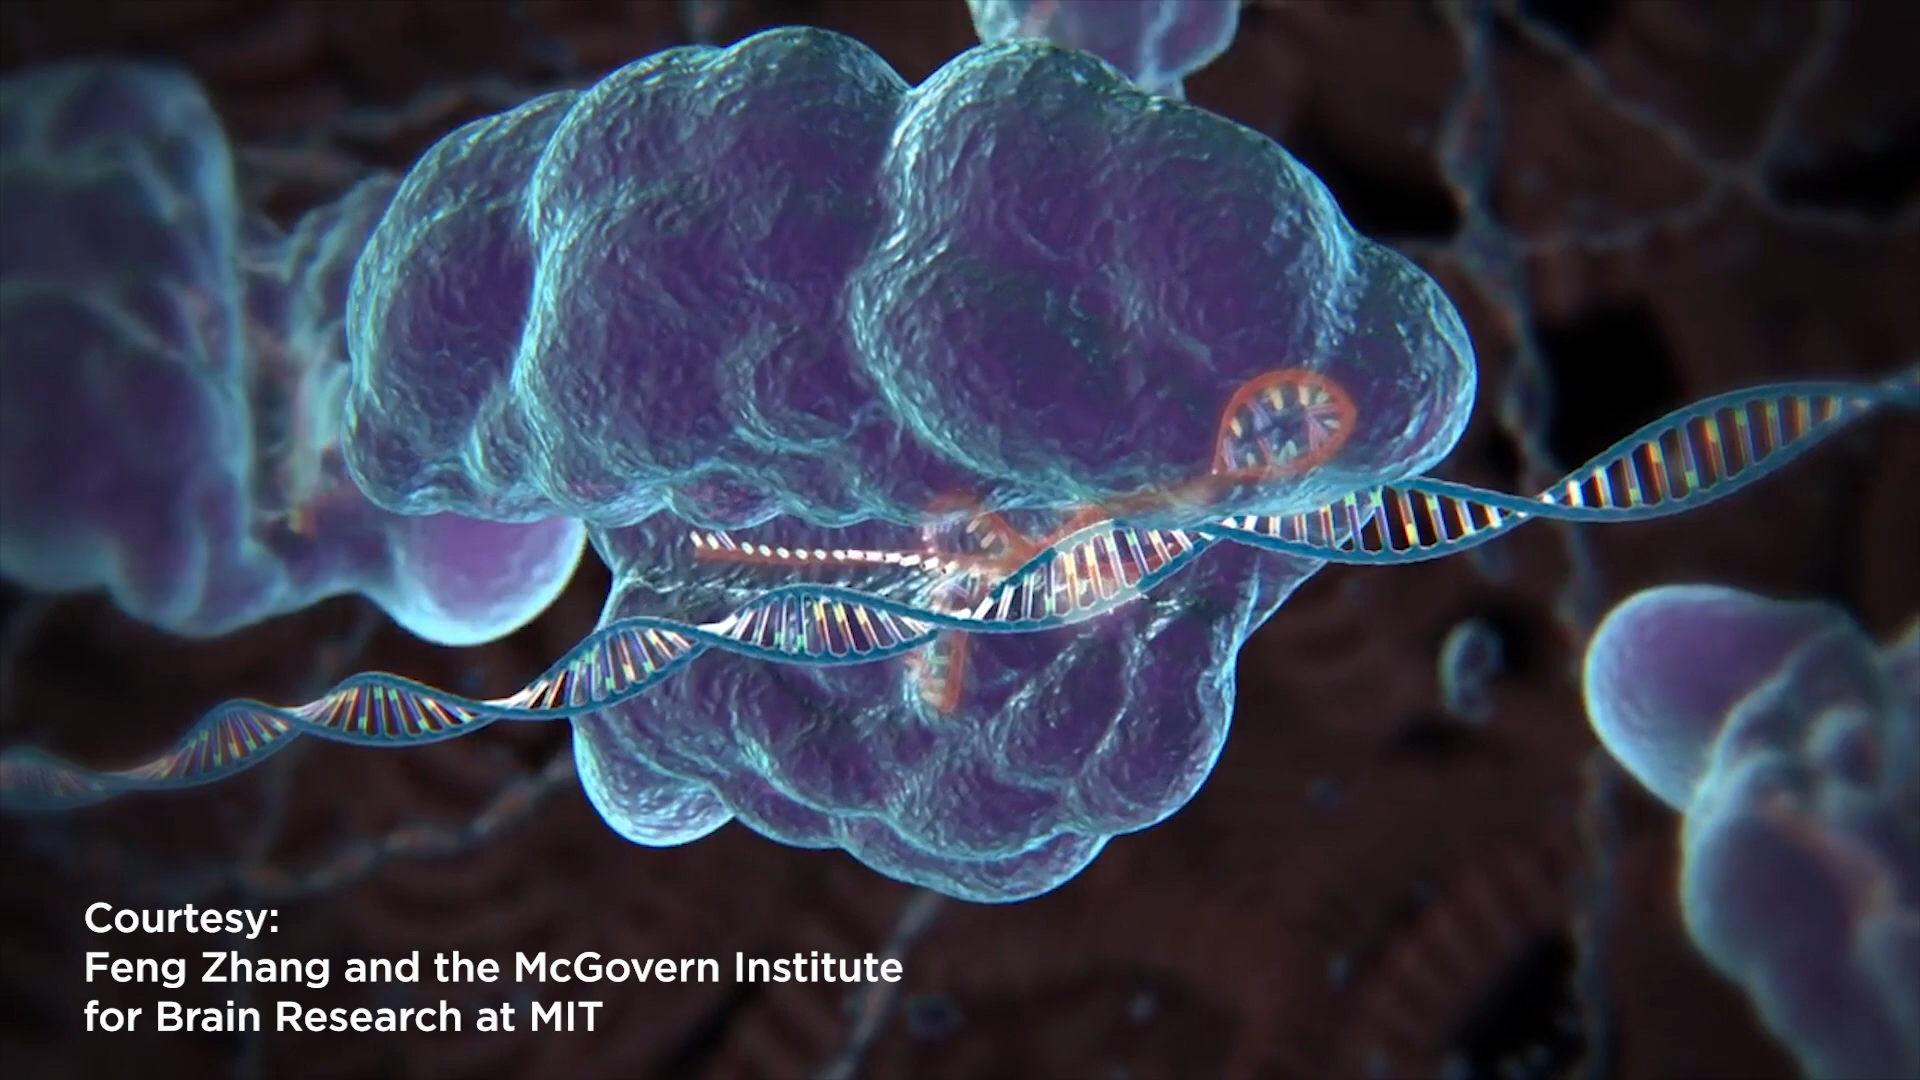 Courtesy:
Feng Zhang and the McGovern Institute
for Brain Research at MIT